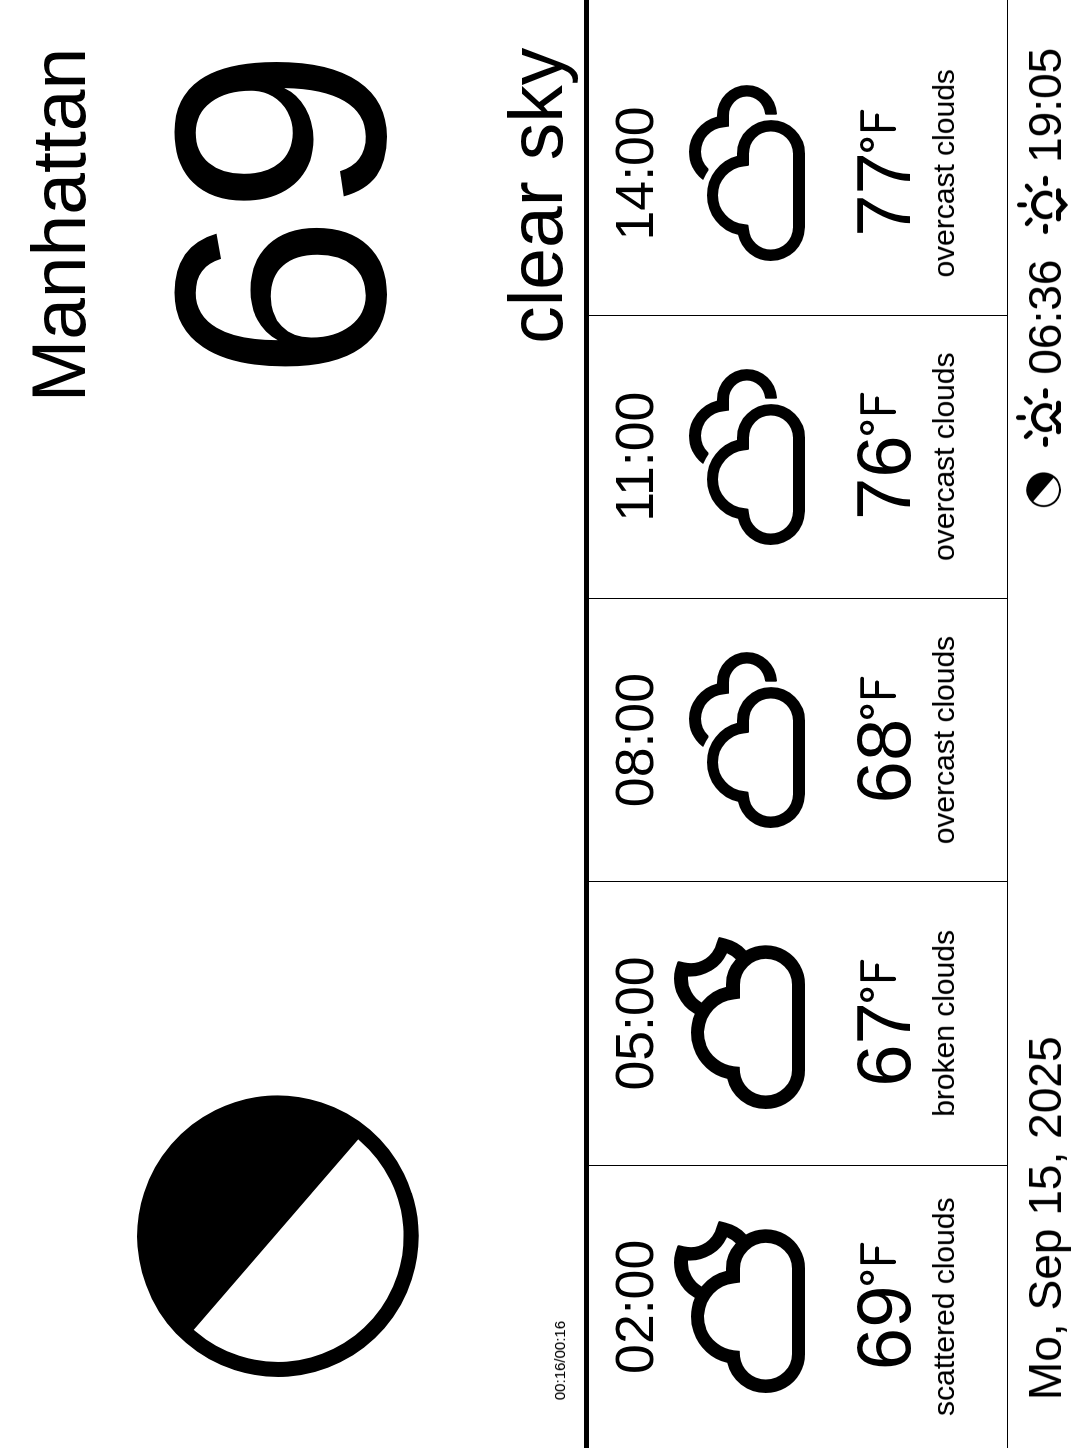 Manhattan
69
clear sky
00:16/00:16
02:00
69°F
scattered clouds
05:00
67°F
broken clouds
08:00
68°F
overcast clouds
11:00
76°F
overcast clouds
14:00
77°F
overcast clouds
Mo, Sep 15, 2025
06:36
19:05